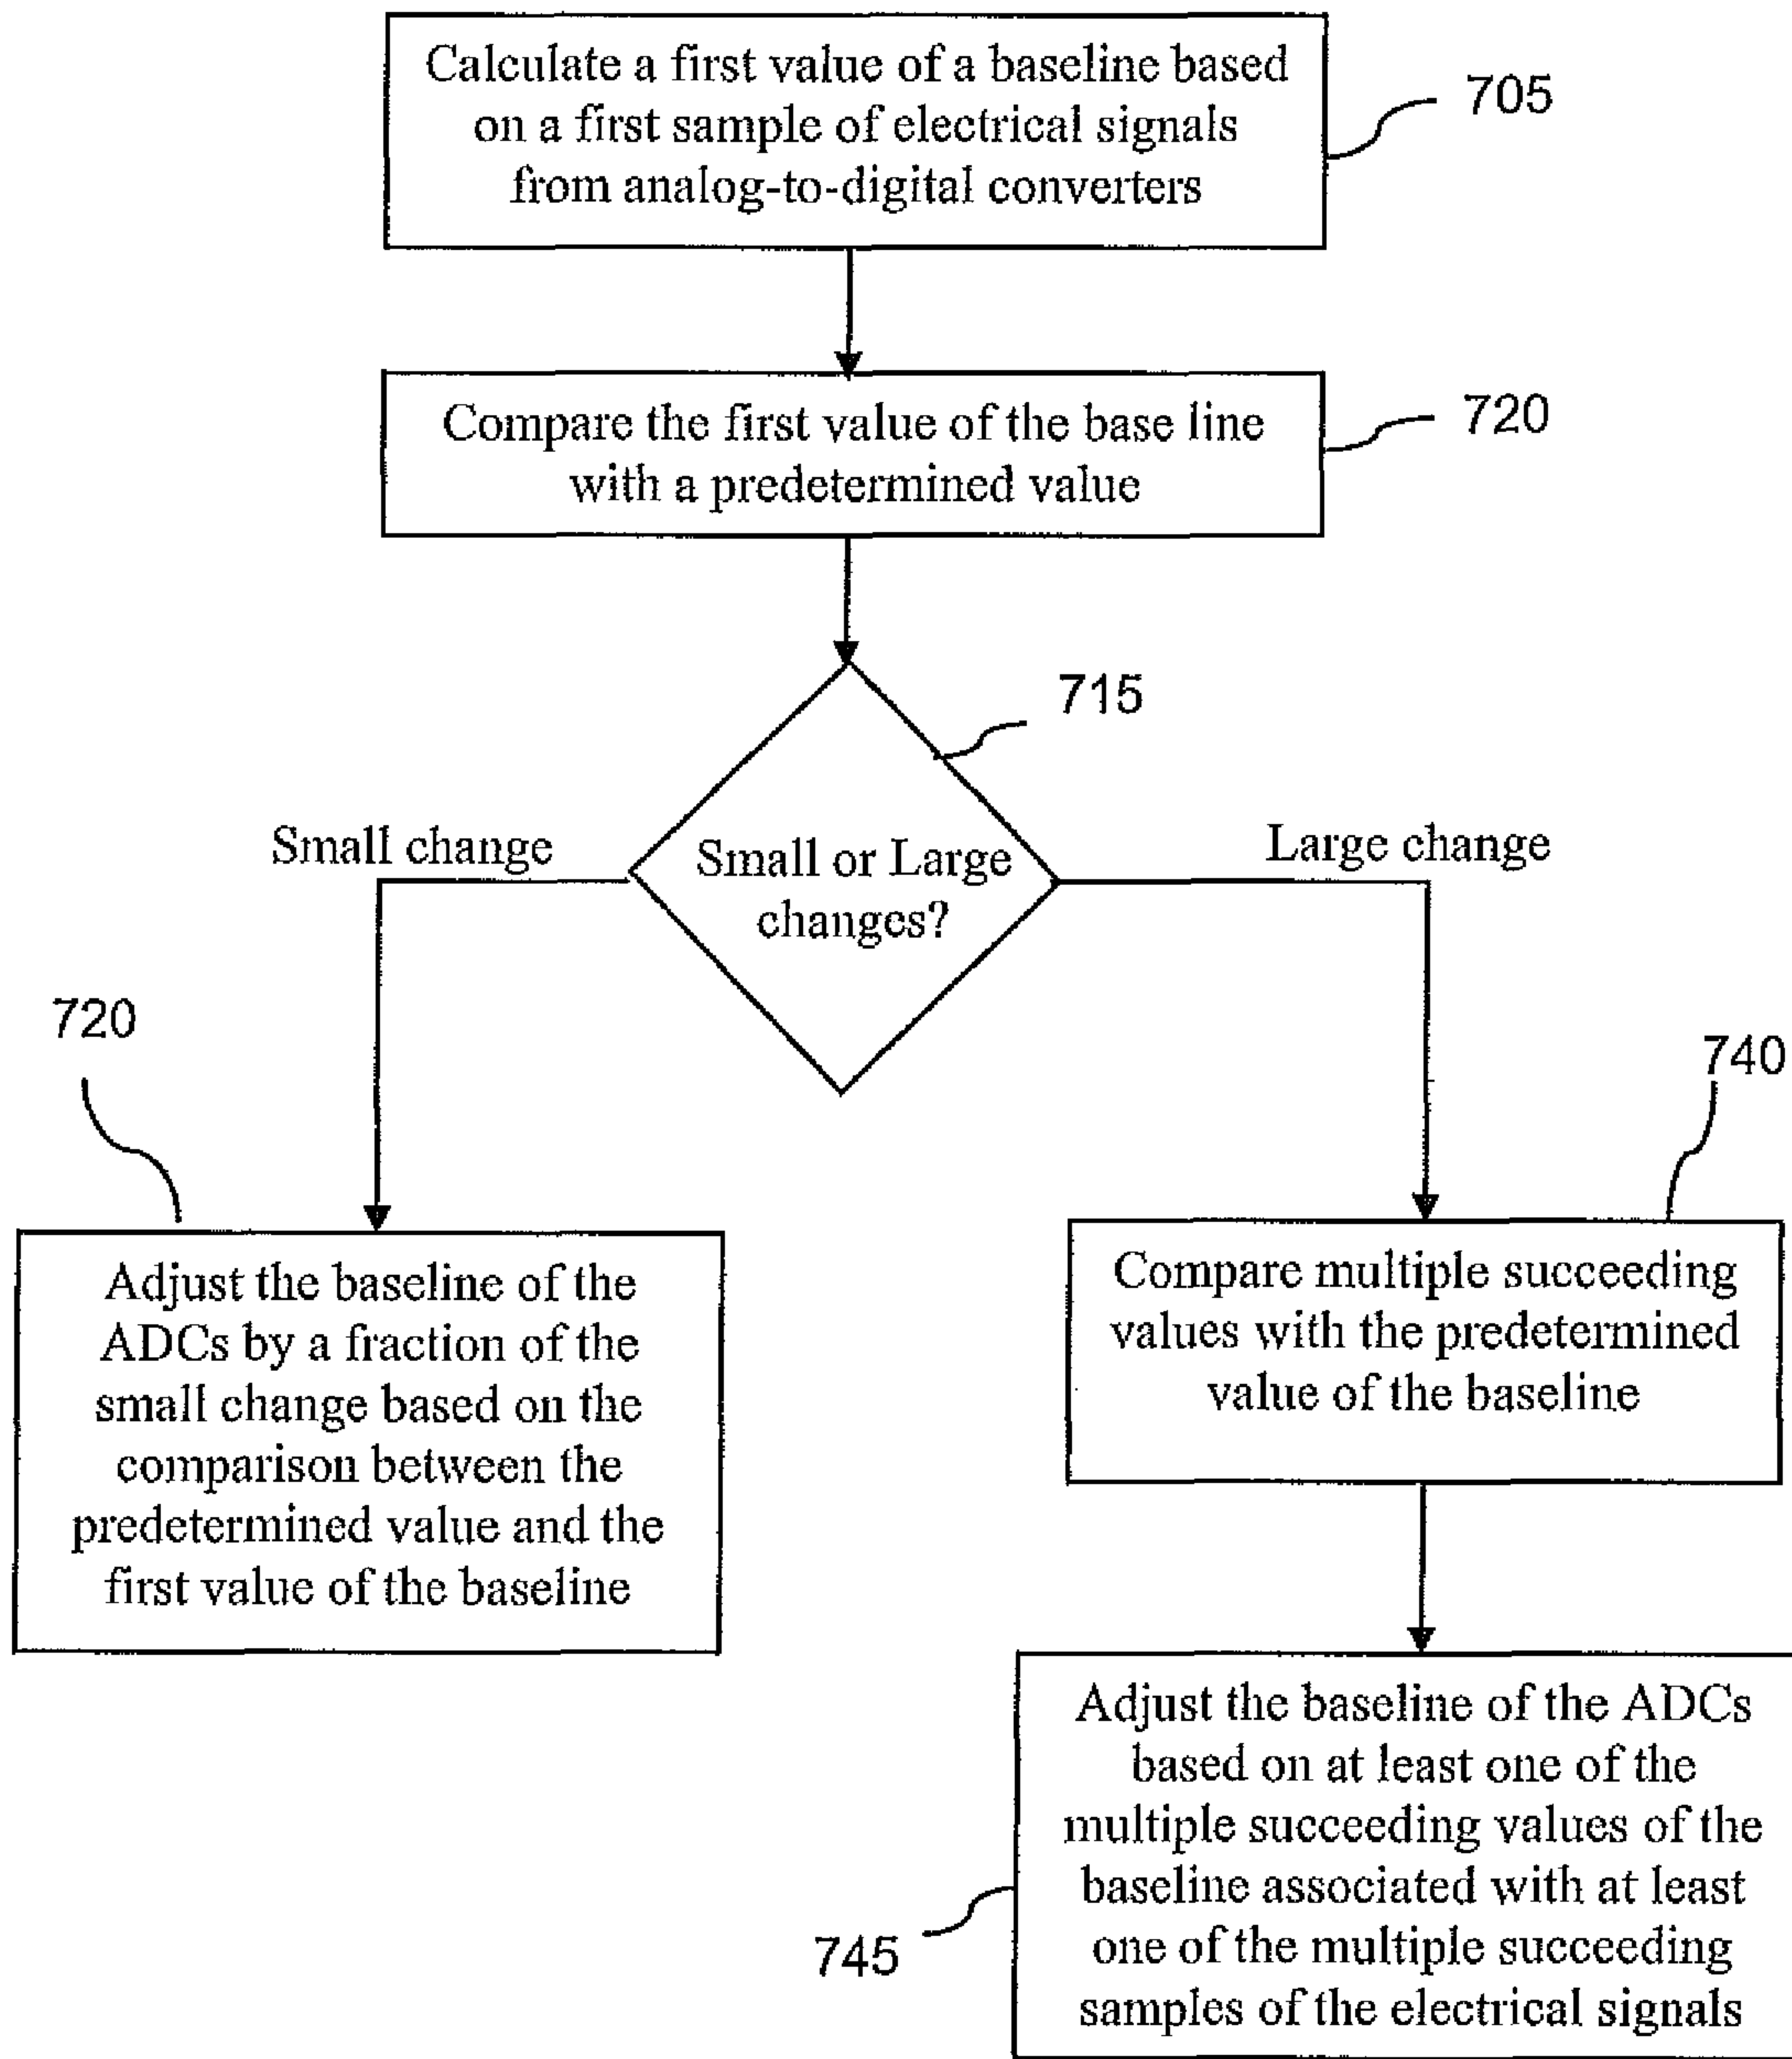 Calculate a first value of a baseline based
on a first sample of electrical signals
from analog-to-digital converters
705
Compare the first value of the base line
with a predetermined value
720
715
Small or Large
changes?
Small change
Large change
720
Adjust the baseline of the
ADCs by a fraction of the
small change based on the
comparison between the
predetermined value and the
first value of the baseline
740
Compare multiple succeeding
values with the predetermined
value of the baseline
Adjust the baseline of the ADCs
based on at least one of the
multiple succeeding values of the
baseline associated with at least
one of the multiple succeeding
samples of the electrical signals
745